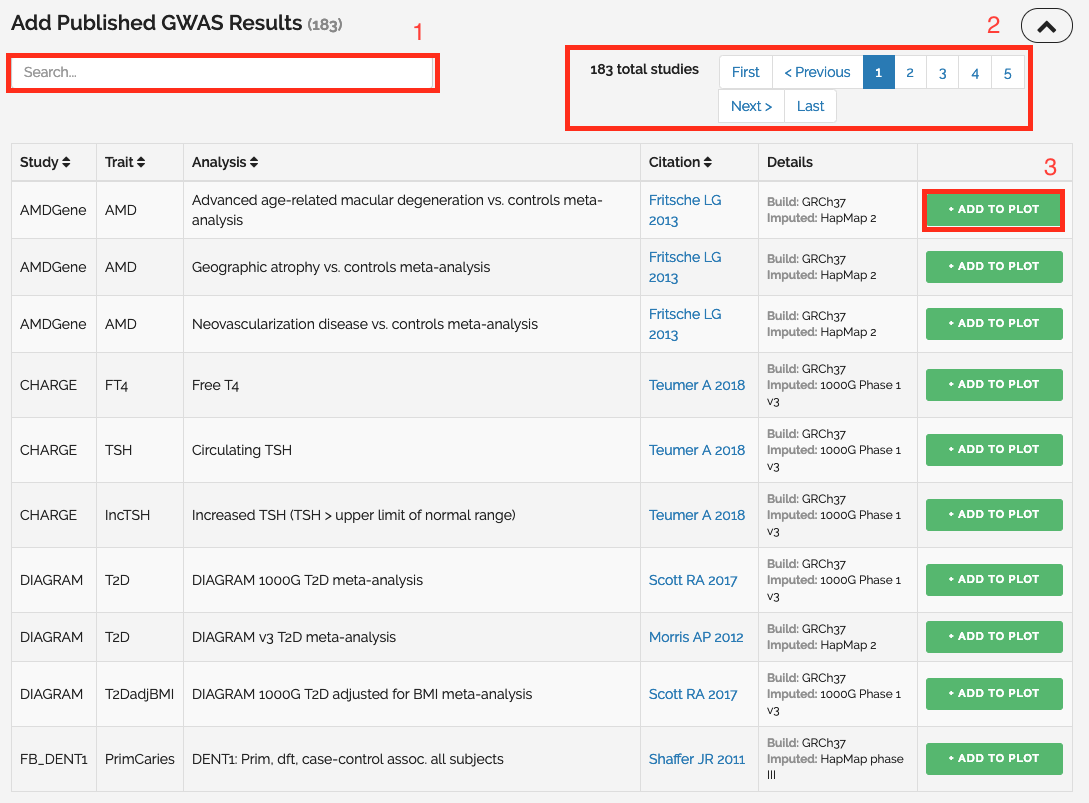 Add Published GWAS Results (183)
1
2
Search...
183 total studies
First < Previous 1 2 3 4 5
Next > Last
Study Trait Analysis Citation Details
3
AMDGene AMD Advanced age-related macular degeneration vs. controls meta-
analysis
Fritsche LG
2013
Build: GRCh37
Imputed: HapMap 2
+ ADD TO PLOT
AMDGene AMD Geographic atrophy vs. controls meta-analysis
Fritsche LG
2013
Build: GRCh37
Imputed: HapMap 2
+ ADD TO PLOT
AMDGene AMD Neovascularization disease vs. controls meta-analysis
Fritsche LG
2013
Build: GRCh37
Imputed: HapMap 2
+ ADD TO PLOT
CHARGE FT4 Free T4 Teumer A 2018
Build: GRCh37
Imputed: 1000G Phase 1
v3
+ ADD TO PLOT
CHARGE TSH Circulating TSH Teumer A 2018
Build: GRCh37
Imputed: 1000G Phase 1
v3
+ ADD TO PLOT
CHARGE IncTSH Increased TSH (TSH > upper limit of normal range) Teumer A 2018
Build: GRCh37
Imputed: 1000G Phase 1
v3
+ ADD TO PLOT
DIAGRAM T2D DIAGRAM 1000G T2D meta-analysis Scott RA 2017
Build: GRCh37
Imputed: 1000G Phase 1
v3
+ ADD TO PLOT
DIAGRAM T2D DIAGRAM v3 T2D meta-analysis Morris AP 2012
Build: GRCh37
Imputed: HapMap 2
+ ADD TO PLOT
DIAGRAM T2DadjBMI DIAGRAM 1000G T2D adjusted for BMI meta-analysis Scott RA 2017
Build: GRCh37
Imputed: 1000G Phase 1
v3
+ ADD TO PLOT
FB_DENT1 PrimCaries DENT1: Prim, dft, case-control assoc. all subjects Shaffer JR 2011
Build: GRCh37
Imputed: HapMap phase
III
+ ADD TO PLOT